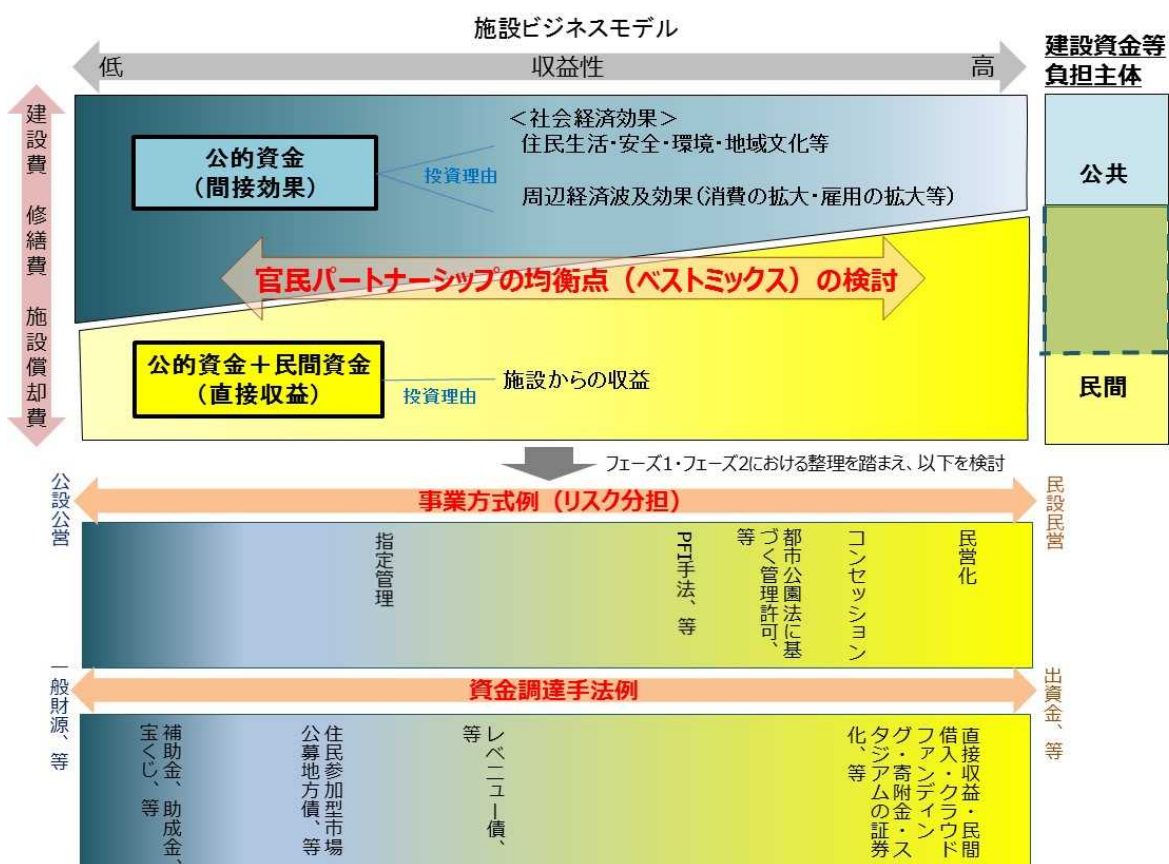 施設ビジネスモデル
低
収益性
高
建設資金等
負担主体
建設費 修繕費 施設償却費
公的資金
(間接効果)
投資理由
＜社会経済効果＞
住民生活・安全・環境・地域文化等
周辺経済波及効果(消費の拡大・雇用の拡大等)
公共
官民パートナーシップの均衡点（ベストミックス）の検討
公的資金＋民間資金
(直接収益)
投資理由
施設からの収益
民間
フェーズ1・フェーズ2における整理を踏まえ、以下を検討
公設公営
事業方式例（リスク分担）
民設民営
指定管理
PFI手法、等
都市公園法に基
づく管理許可、
等
コンセッション
民営化
一般財源、等
資金調達手法例
出資金、等
補助金、助成金、
宝くじ、等
住民参加型市場
公募地方債、等
レベニュー債、
等
直接収益・民間
借入・クラウド
ファンディン
グ・寄附金・ス
タジアムの証券
化、等